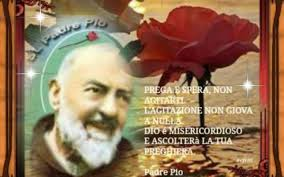 Padre Pio
PREGA E SPERA, NON
AGITARTI.
L'AGITAZIONE NON GIOVA
A NULLA.
DIO è MISERICORDIOSO
E ASCOLTERà LA TUA
PREGHIERA.
Padre Pio